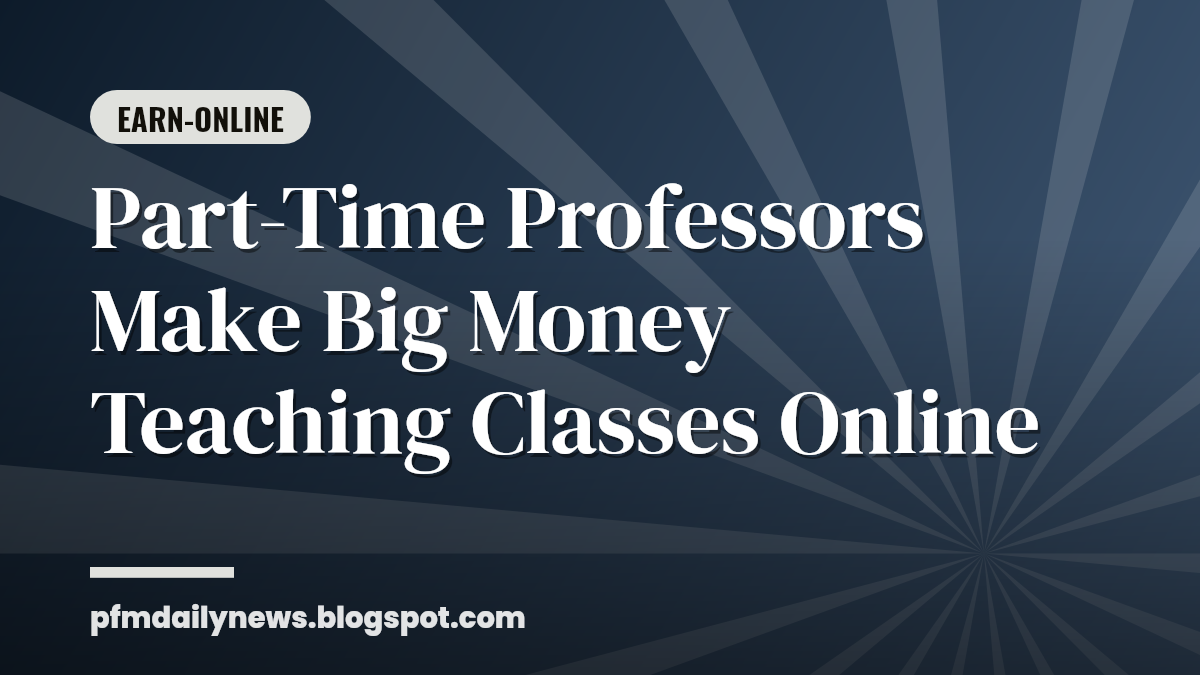 EARN-ONLINE
Part-Time Professors
Make Big Money
Teaching Classes Online
pfmdailynews.blogspot.com